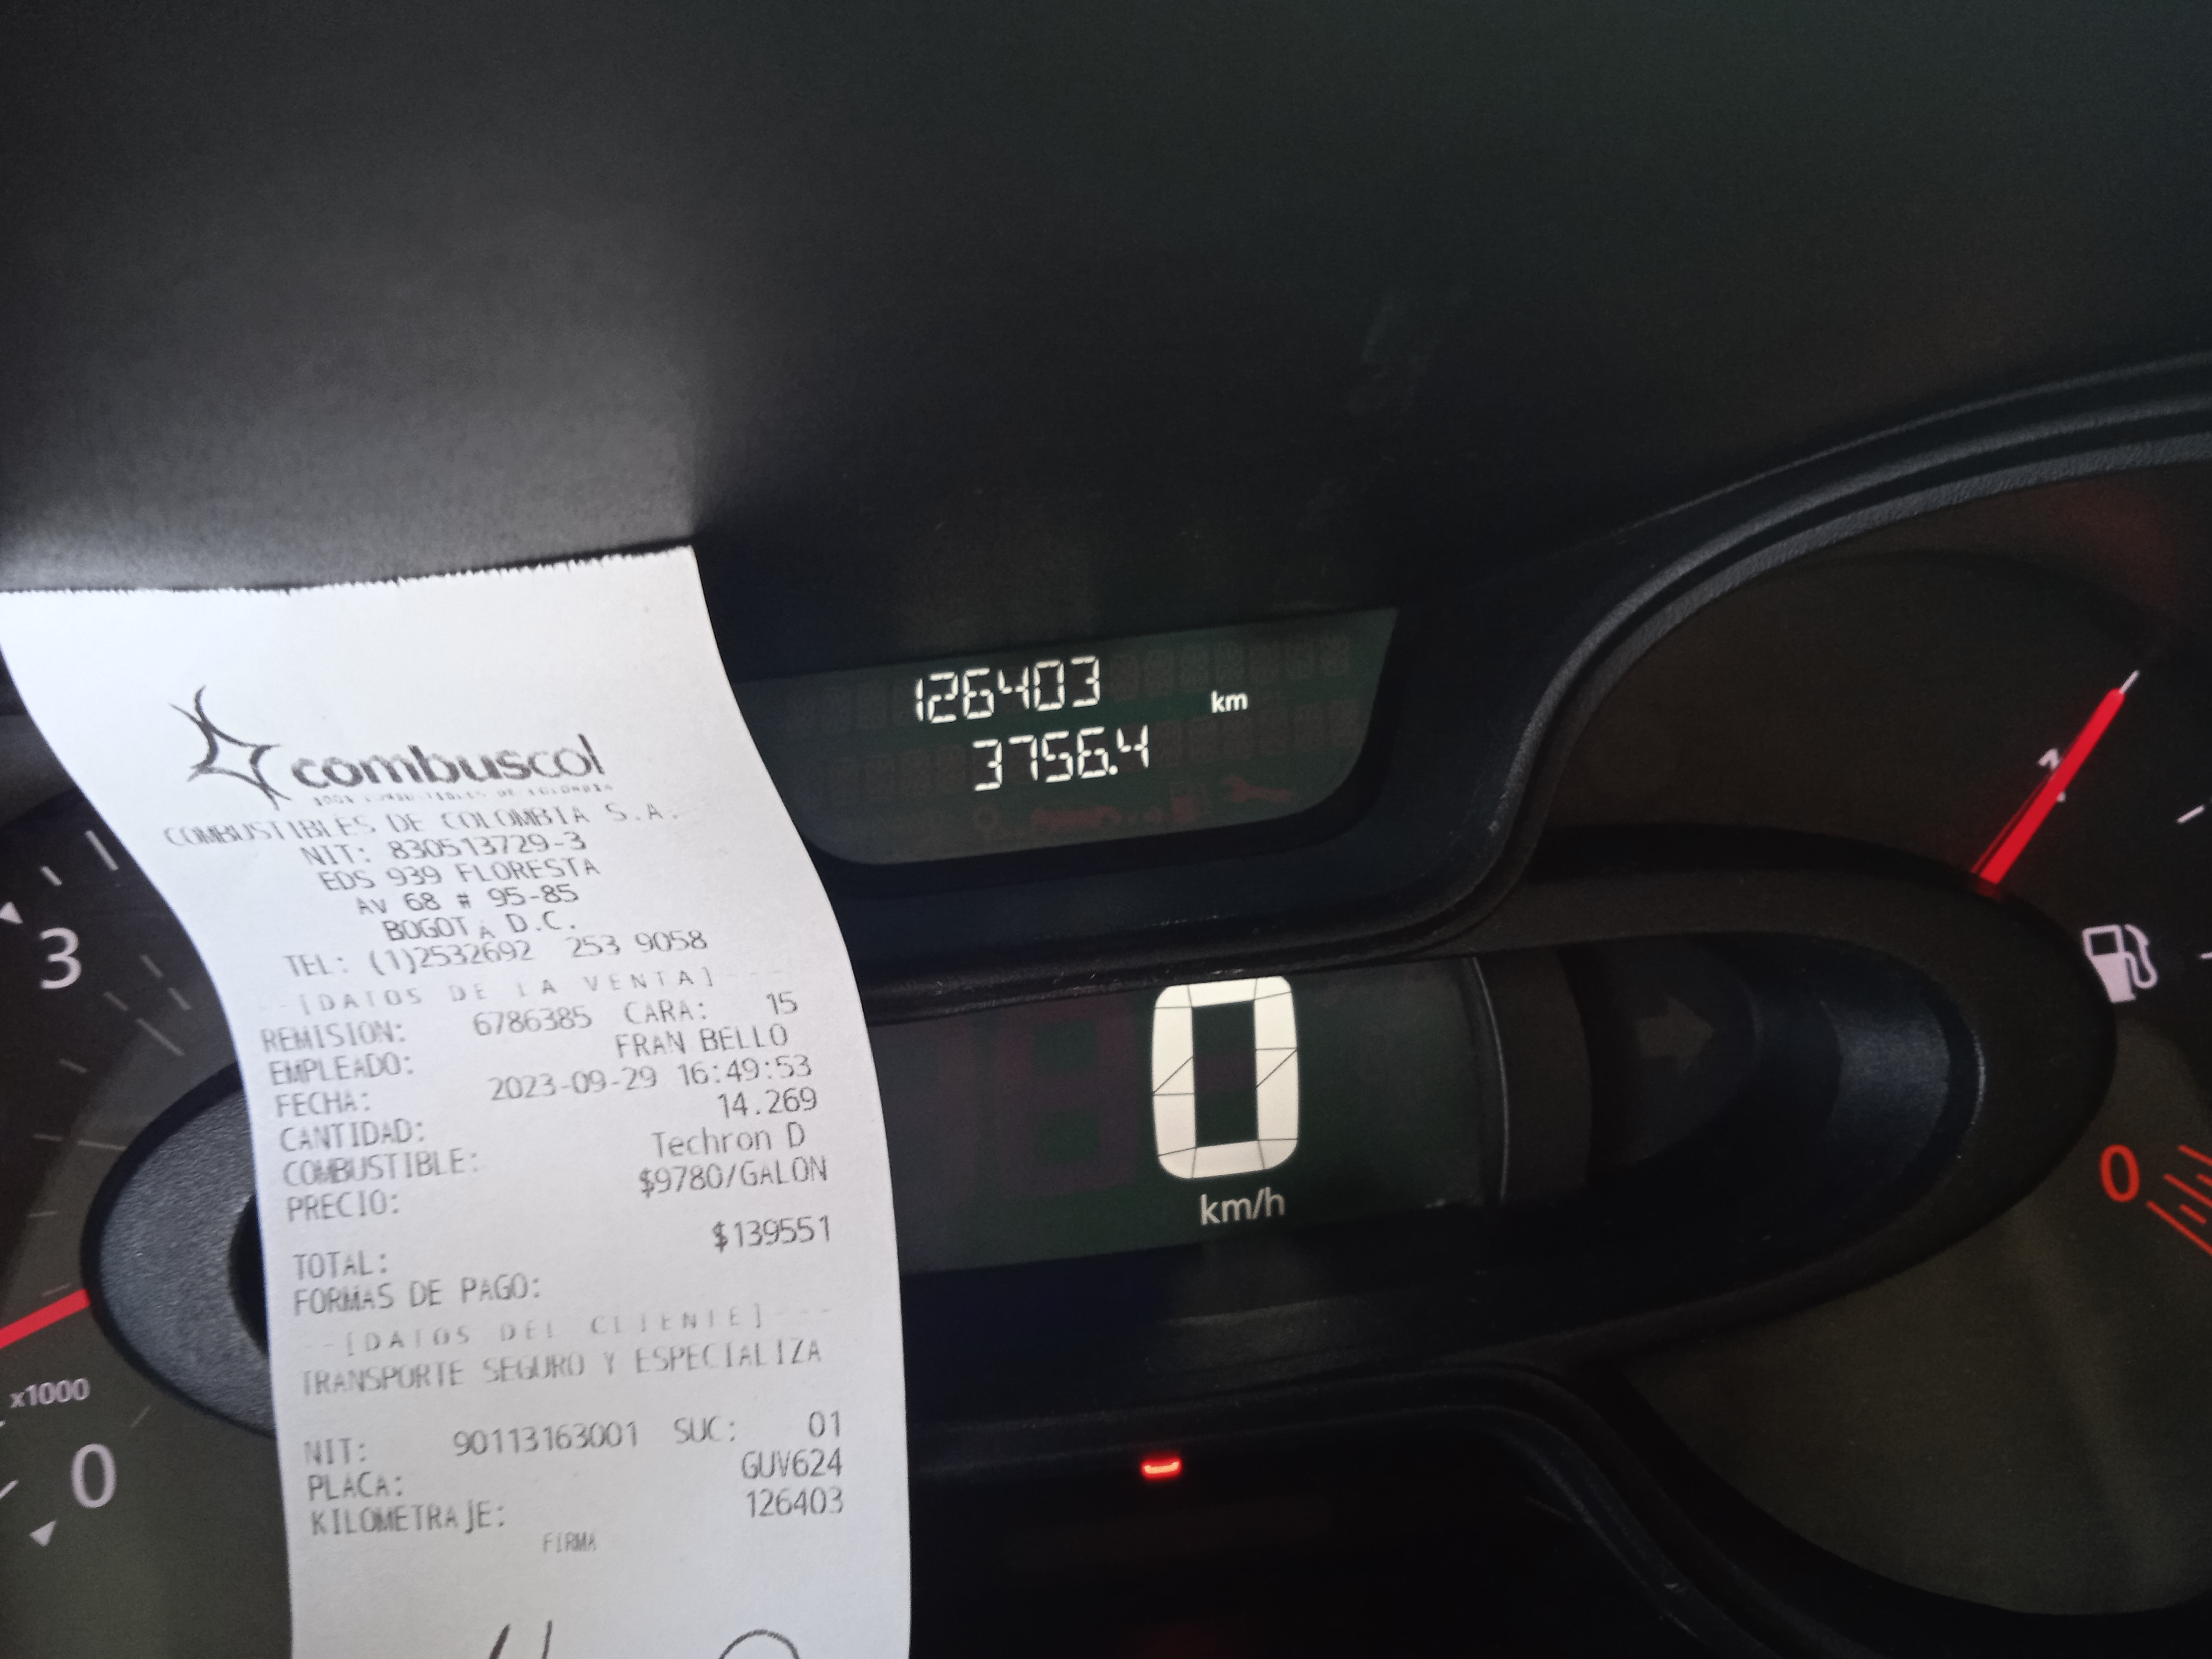 combuscol
COMBUSTIBLES DE COLOMBIA S.A.
NIT: 830513729-3
EDS 939 FLORESTA
AV 68 # 95-85
BOGOTA D.C.
TEL: (1)2532692 253 9058
--[DATOS DE LA VENTA]----
REMISION: 6786385 CARA: 15
EMPLEADO: FRAN BELLO
FECHA: 2023-09-29 16:49:53
CANTIDAD: 14.269
COMBUSTIBLE: Techron D
PRECIO: $9780/GALON
TOTAL: $139551
FORMAS DE PAGO:
--[DATOS DEL CLIENTE]---
TRANSPORTE SEGURO Y ESPECIALIZA
NIT: 90113163001 SUC: 01
PLACA: GUV624
KILOMETRAJE: 126403
FIRMA
126403 km
3756.4
0
km/h
3
x1000
0
0